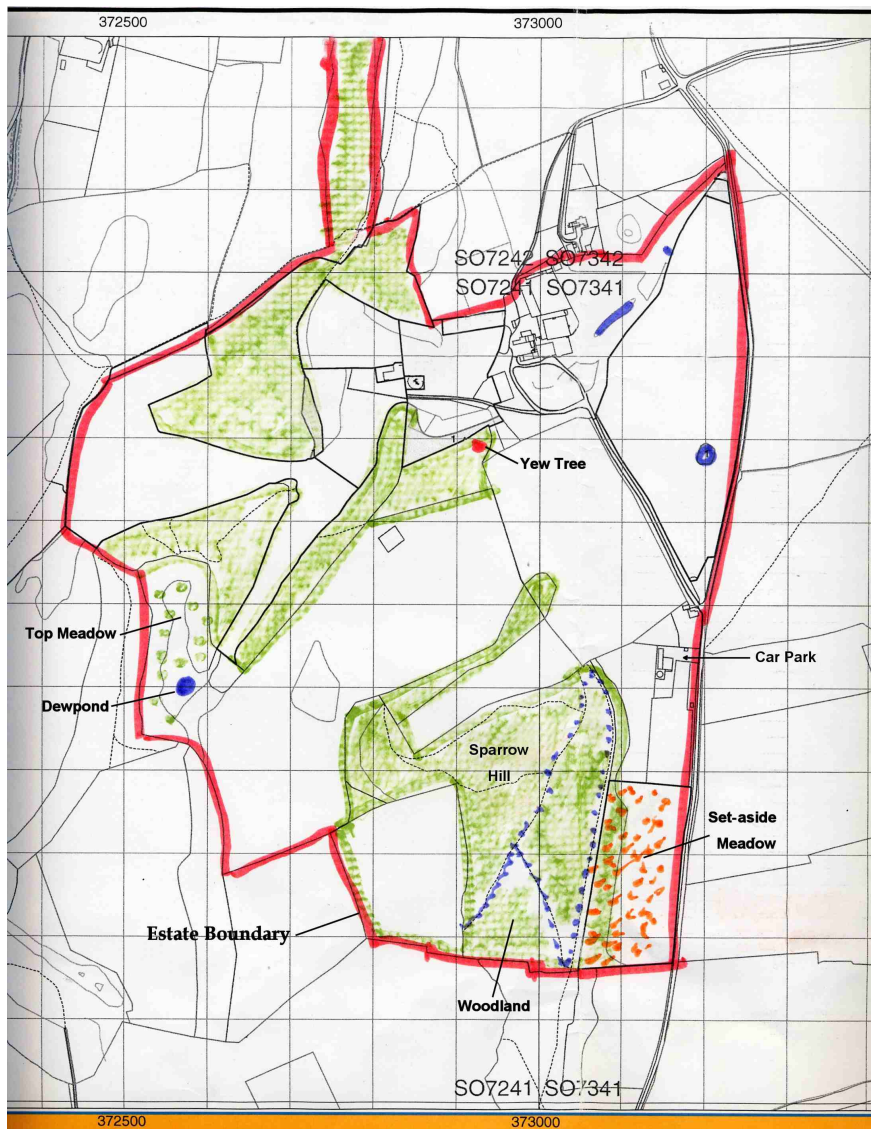 372500 373000
SO7242 SO7342
SO7241 SO7341
Yew Tree
Top Meadow
Car Park
Dewpond
Sparrow
Hill
Set-aside
Meadow
Estate Boundary
Woodland
SO7241 SO7341
372500 373000